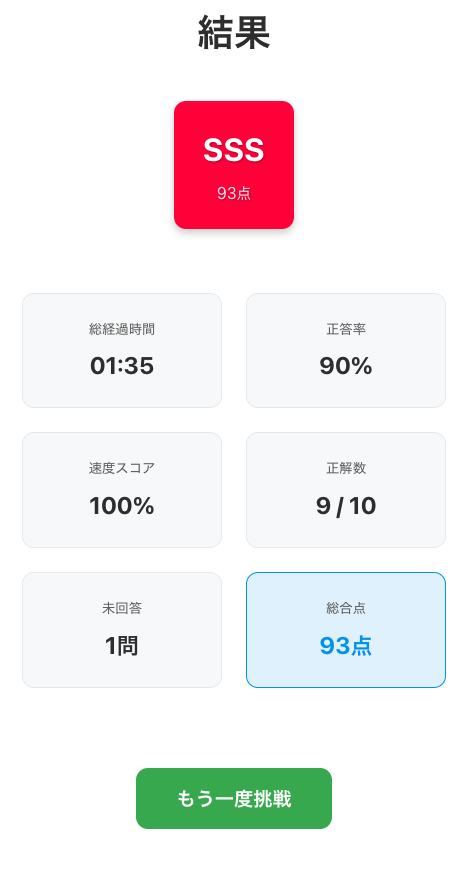 結果
SSS
93点
総経過時間
01:35
正答率
90%
速度スコア
100%
正解数
9 / 10
未回答
1問
総合点
93点
もう一度挑戦